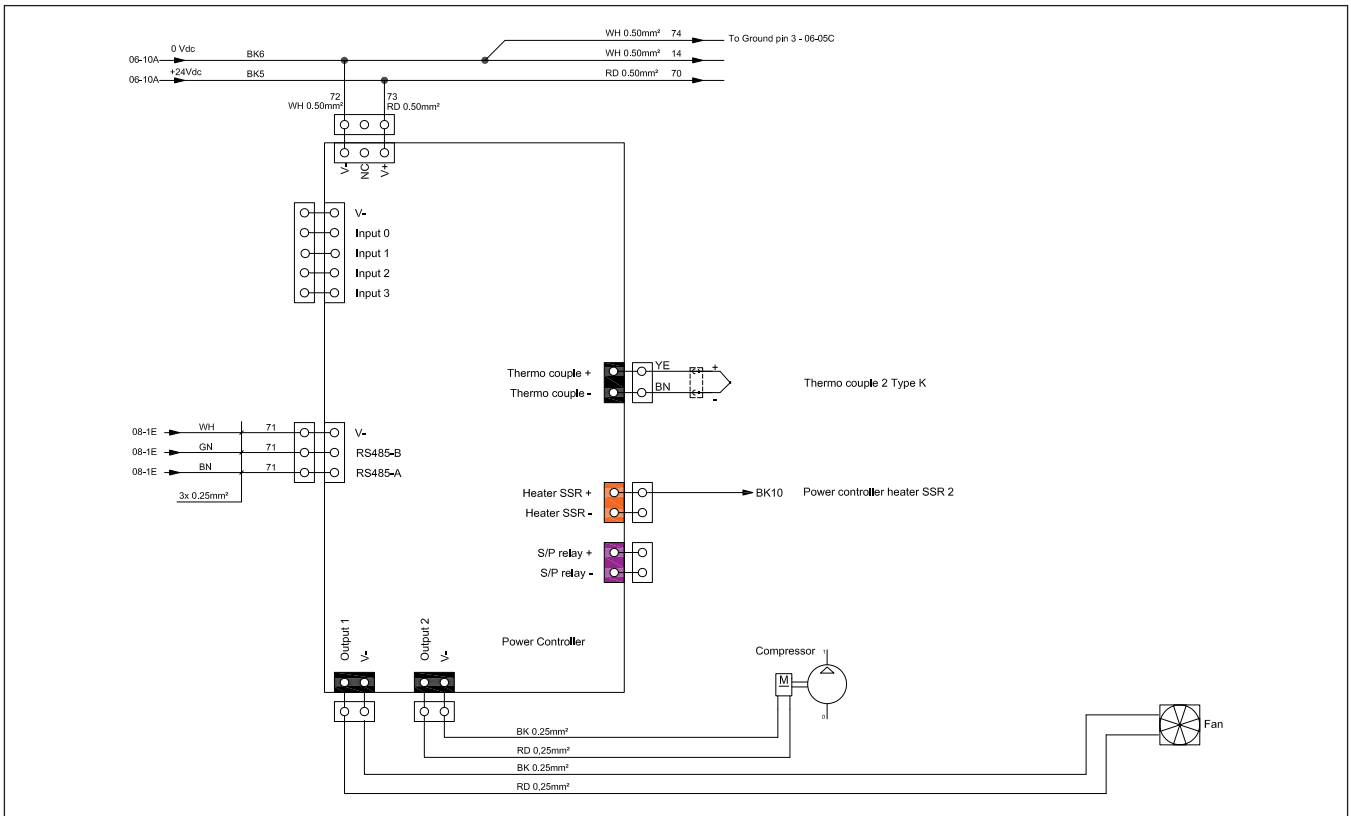 WH 0.50mm² 74 To Ground pin 3 - 06-05C
0 Vdc
06-10A BK6 WH 0.50mm² 14
+24Vdc
06-10A BK5 RD 0.50mm² 70
72 73
WH 0.50mm² RD 0.50mm²
V- NC V+
V-
Input 0
Input 1
Input 2
Input 3
Thermo couple + YE +
Thermo couple - BN -
Thermo couple 2 Type K
08-1E WH 71 V-
08-1E GN 71 RS485-B
08-1E BN 71 RS485-A
3x 0.25mm²
Heater SSR + BK10 Power controller heater SSR 2
Heater SSR -
S/P relay +
S/P relay -
Output 1 V- Output 2 V-
Power Controller
Compressor 1
M
0
Fan
BK 0.25mm²
RD 0,25mm²
BK 0.25mm²
RD 0,25mm²